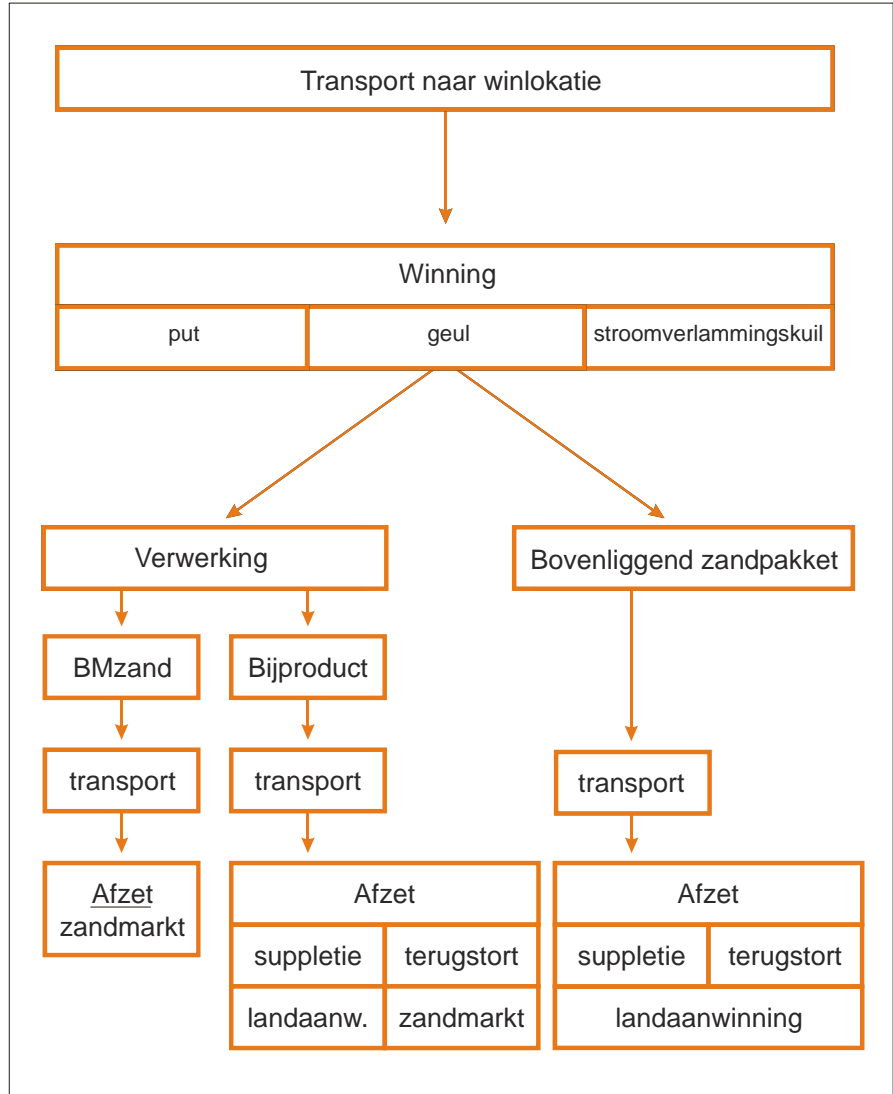 Transport naar winlokatie
Winning
put geul stroomverlammingskuil
Verwerking
Bovenliggend zandpakket
BMzand Bijproduct
transport transport transport
Afzet
zandmarkt
Afzet
suppletie terugstort
landaanw. zandmarkt
Afzet
suppletie terugstort
landaanwinning